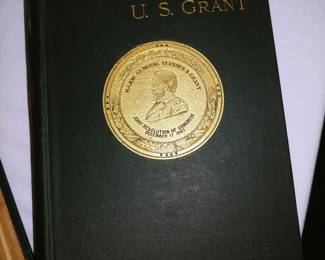 U. S. GRANT
MAJOR GENERAL ULYSSES S. GRANT
JOINT RESOLUTION OF CONGRESS
DECEMBER 17 1863